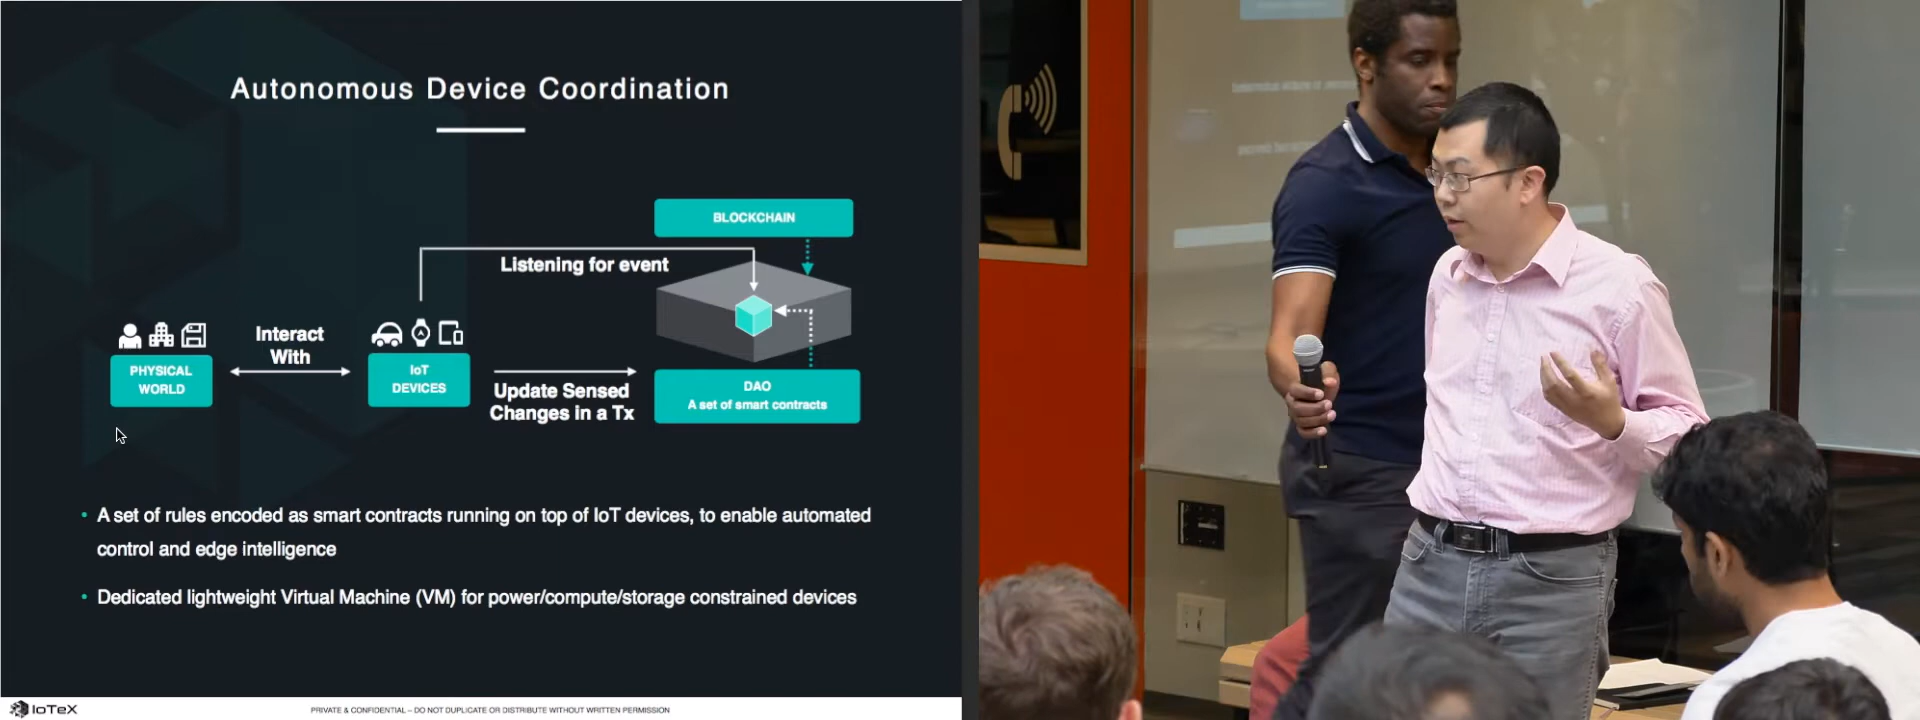 Autonomous Device Coordination
BLOCKCHAIN
Listening for event
Interact
With
PHYSICAL
WORLD
IoT
DEVICES
Update Sensed
Changes in a Tx
DAO
A set of smart contracts
• A set of rules encoded as smart contracts running on top of IoT devices, to enable automated
control and edge intelligence
• Dedicated lightweight Virtual Machine (VM) for power/compute/storage constrained devices
IoTeX
PRIVATE & CONFIDENTIAL – DO NOT DUPLICATE OR DISTRIBUTE WITHOUT WRITTEN PERMISSION